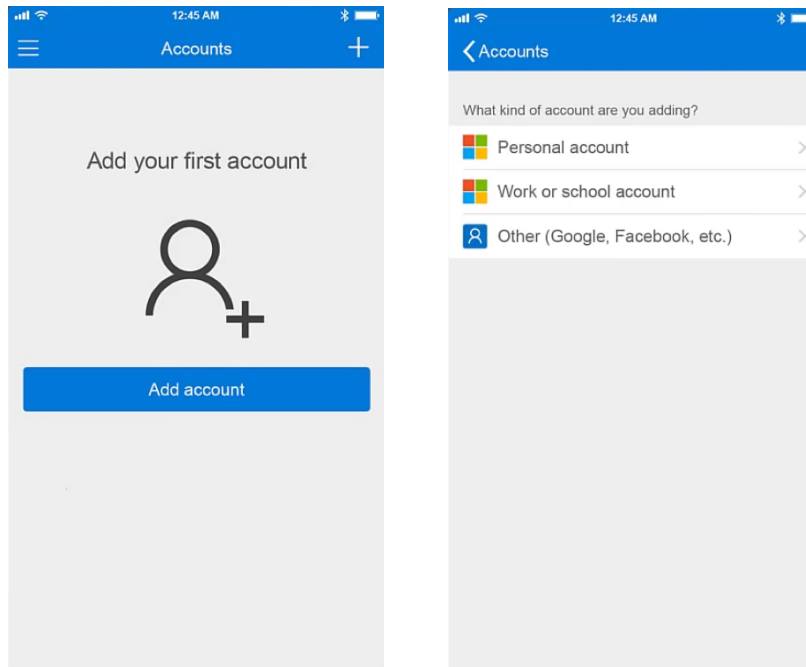 12:45 AM
Accounts
Add your first account
Add account
12:45 AM
Accounts
What kind of account are you adding?
Personal account
Work or school account
Other (Google, Facebook, etc.)